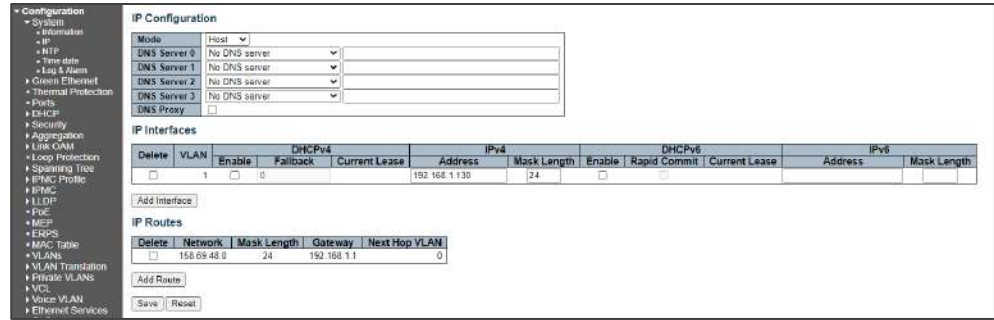 Configuration
System
Information
IP
NTP
Time date
Log & Alarm
Green Ethernet
Thermal Protection
Ports
DHCP
Security
Aggregation
Link OAM
Loop Protection
Spanning Tree
IPMC Profile
IPMC
LLDP
PoE
MEP
ERPS
MAC Table
VLANs
VLAN Translation
Private VLANs
VCL
Voice VLAN
Ethernet Services
IP Configuration
Mode Host
DNS Server 0 No DNS server
DNS Server 1 No DNS server
DNS Server 2 No DNS server
DNS Server 3 No DNS server
DNS Proxy
IP Interfaces
Delete VLAN DHCPv4 IPv4 DHCPv6 IPv6
Enable Fallback Current Lease Address Mask Length Enable Rapid Commit Current Lease Address Mask Length
1 0 192.168.1.130 24
Add Interface
IP Routes
Delete Network Mask Length Gateway Next Hop VLAN
158.69.48.0 24 192.168.1.1 0
Add Route
Save Reset